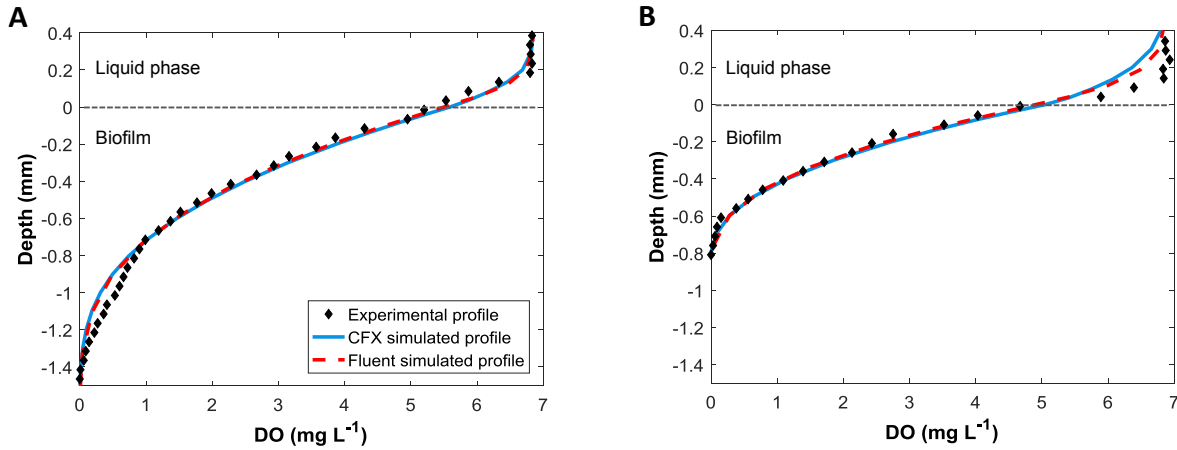 A
0.4
0.2
0
-0.2
-0.4
-0.6
-0.8
-1
-1.2
-1.4
Depth (mm)
Liquid phase
Biofilm
Experimental profile
CFX simulated profile
Fluent simulated profile
0 1 2 3 4 5 6 7
DO (mg L⁻¹)
B
0.4
0.2
0
-0.2
-0.4
-0.6
-0.8
-1
-1.2
-1.4
Depth (mm)
Liquid phase
Biofilm
0 1 2 3 4 5 6 7
DO (mg L⁻¹)